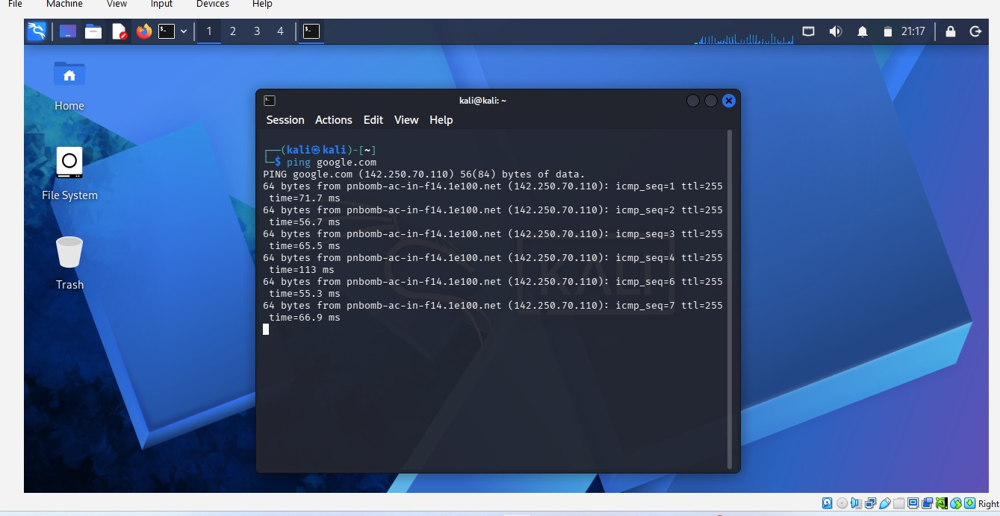 File Machine View Input Devices Help
1 2 3 4 21:17
Home
File System
Trash
kali@kali: ~
Session Actions Edit View Help
┌──(kali㉿kali)-[~]
└─$ ping google.com
PING google.com (142.250.70.110) 56(84) bytes of data.
64 bytes from pnbomb-ac-in-f14.1e100.net (142.250.70.110): icmp_seq=1 ttl=255
time=71.7 ms
64 bytes from pnbomb-ac-in-f14.1e100.net (142.250.70.110): icmp_seq=2 ttl=255
time=56.7 ms
64 bytes from pnbomb-ac-in-f14.1e100.net (142.250.70.110): icmp_seq=3 ttl=255
time=65.5 ms
64 bytes from pnbomb-ac-in-f14.1e100.net (142.250.70.110): icmp_seq=4 ttl=255
time=113 ms
64 bytes from pnbomb-ac-in-f14.1e100.net (142.250.70.110): icmp_seq=6 ttl=255
time=55.3 ms
64 bytes from pnbomb-ac-in-f14.1e100.net (142.250.70.110): icmp_seq=7 ttl=255
time=66.9 ms
KALI
Right